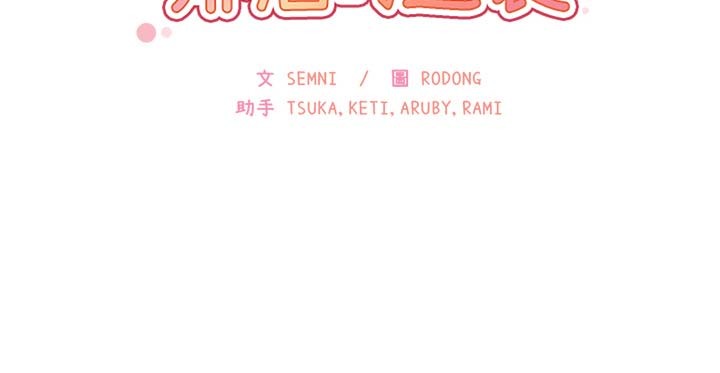 文 SEMNI / 圖 RODONG
助手 TSUKA, KETI, ARUBY, RAMI